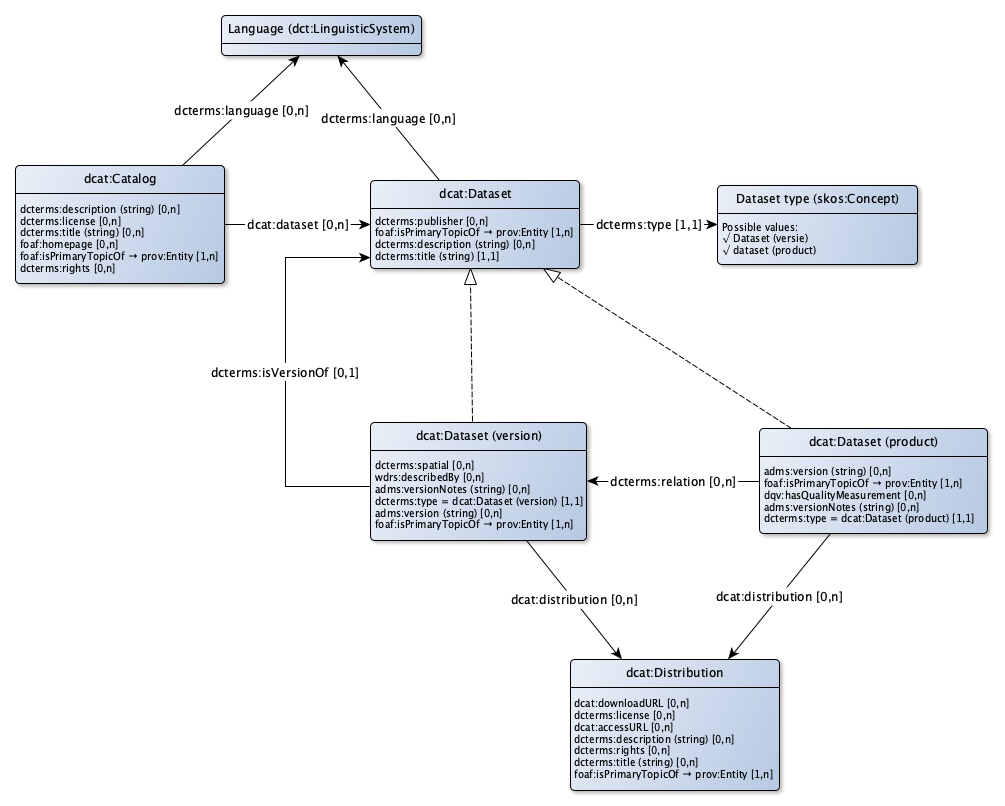 Language (dct:LinguisticSystem)
dcterms:language [0,n]
dcterms:language [0,n]
dcat:Catalog
dcterms:description (string) [0,n]
dcterms:license [0,n]
dcterms:title (string) [0,n]
foaf:homepage [0,n]
foaf:isPrimaryTopicOf → prov:Entity [1,n]
dcterms:rights [0,n]
dcat:dataset [0,n]
dcat:Dataset
dcterms:publisher [0,n]
foaf:isPrimaryTopicOf → prov:Entity [1,n]
dcterms:description (string) [0,n]
dcterms:title (string) [1,1]
dcterms:type [1,1]
Dataset type (skos:Concept)
Possible values:
√ Dataset (versie)
√ dataset (product)
dcterms:isVersionOf [0,1]
dcat:Dataset (version)
dcterms:spatial [0,n]
wdrs:describedBy [0,n]
adms:versionNotes (string) [0,n]
dcterms:type = dcat:Dataset (version) [1,1]
adms:version (string) [0,n]
foaf:isPrimaryTopicOf → prov:Entity [1,n]
dcterms:relation [0,n]
dcat:Dataset (product)
adms:version (string) [0,n]
foaf:isPrimaryTopicOf → prov:Entity [1,n]
dqv:hasQualityMeasurement [0,n]
adms:versionNotes (string) [0,n]
dcterms:type = dcat:Dataset (product) [1,1]
dcat:distribution [0,n]
dcat:distribution [0,n]
dcat:Distribution
dcat:downloadURL [0,n]
dcterms:license [0,n]
dcat:accessURL [0,n]
dcterms:description (string) [0,n]
dcterms:rights [0,n]
dcterms:title (string) [0,n]
foaf:isPrimaryTopicOf → prov:Entity [1,n]